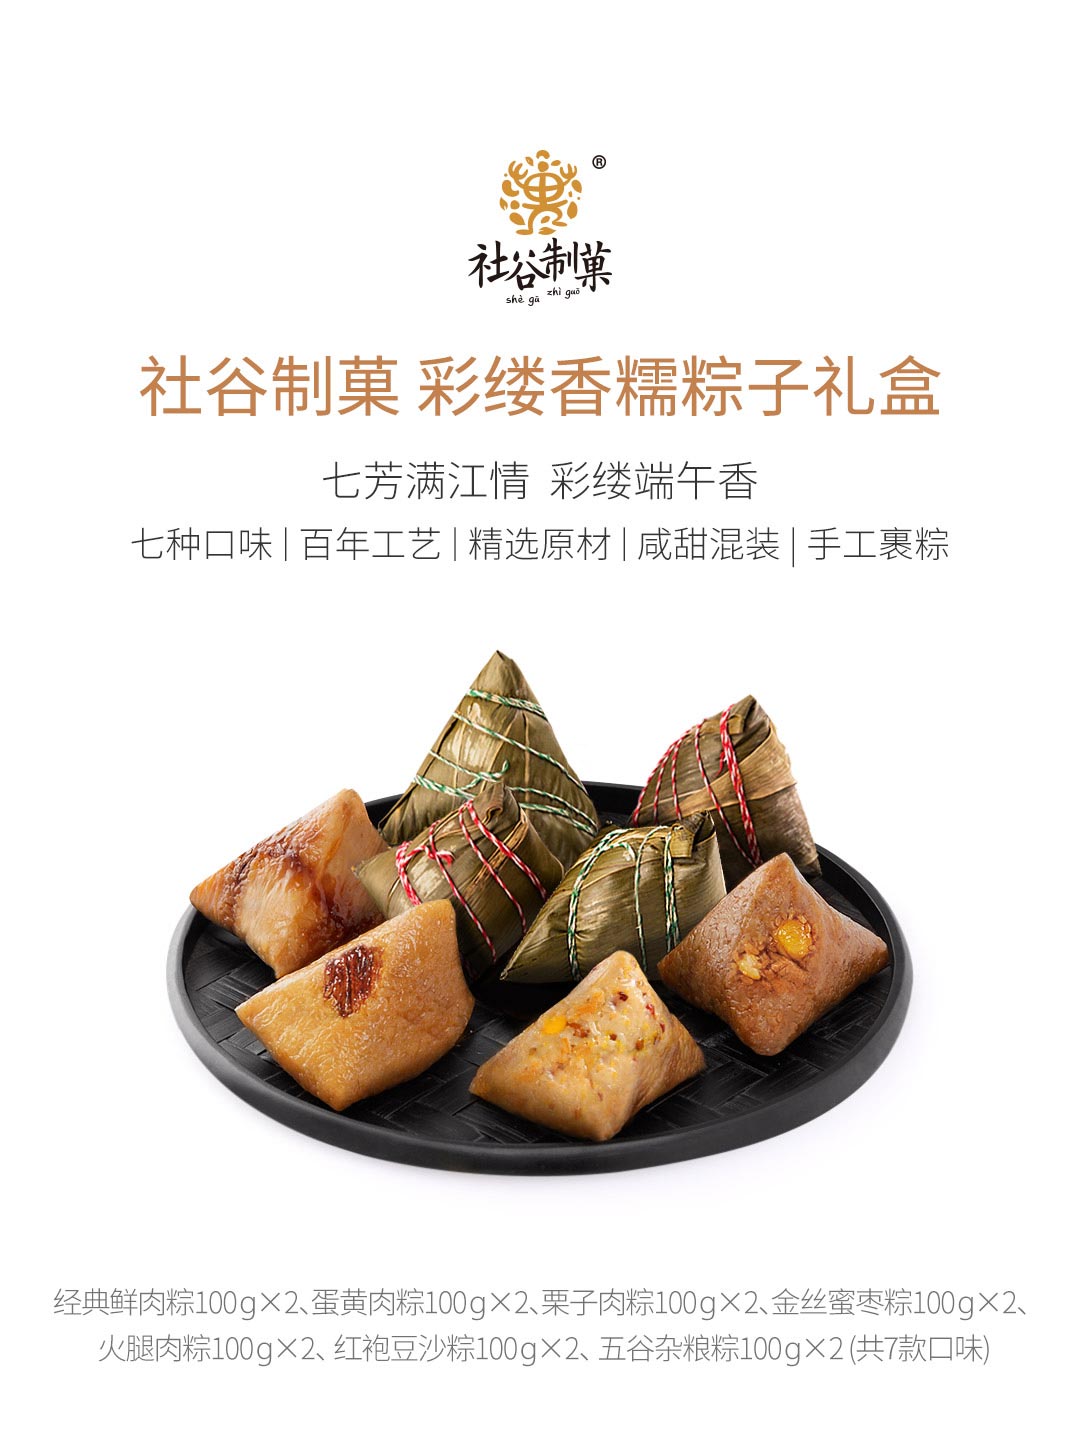 ®
社谷制菓
shè gǔ zhì guǒ
社谷制菓 彩缕香糯粽子礼盒
七芳满江情 彩缕端午香
七种口味|百年工艺|精选原材|咸甜混装|手工裹粽
经典鲜肉粽100g×2、蛋黄肉粽100g×2、栗子肉粽100g×2、金丝蜜枣粽100g×2、
火腿肉粽100g×2、红袍豆沙粽100g×2、五谷杂粮粽100g×2(共7款口味)